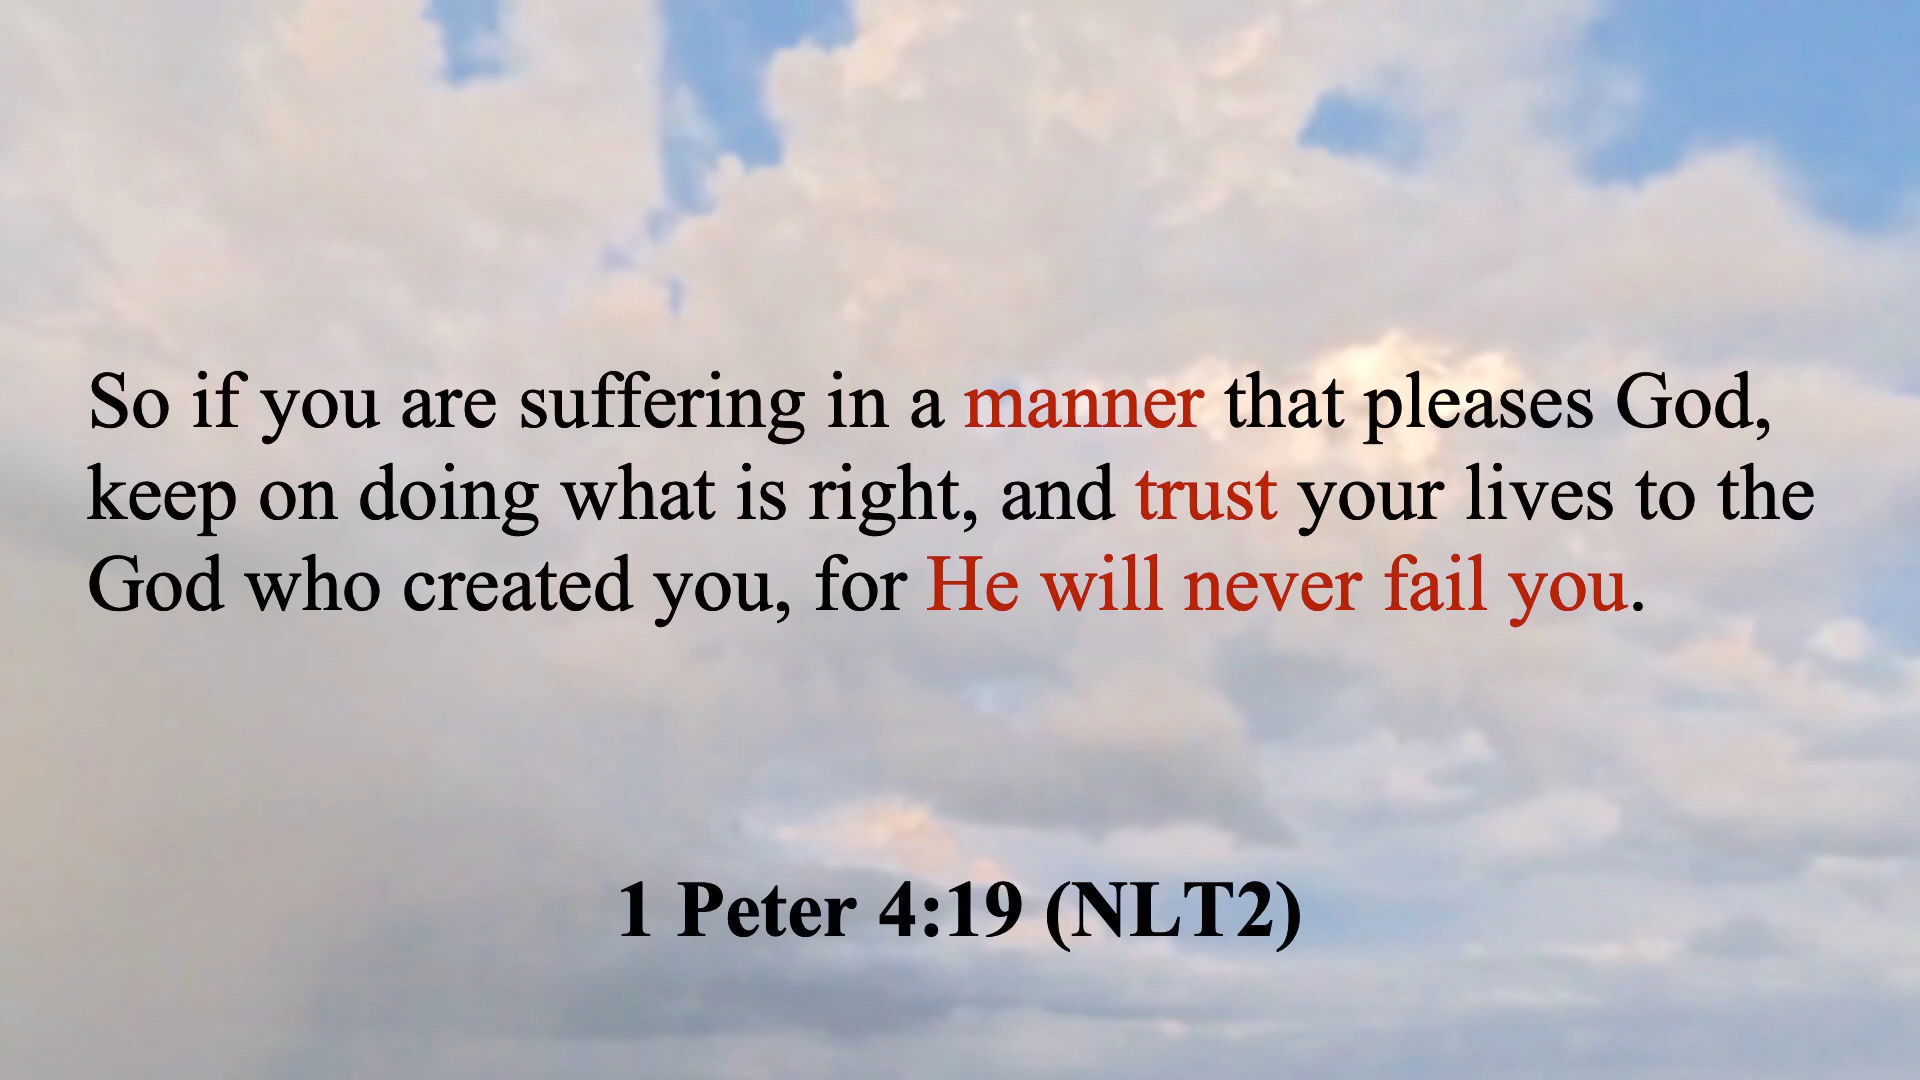 So if you are suffering in a manner that pleases God,
keep on doing what is right, and trust your lives to the
God who created you, for He will never fail you.
1 Peter 4:19 (NLT2)